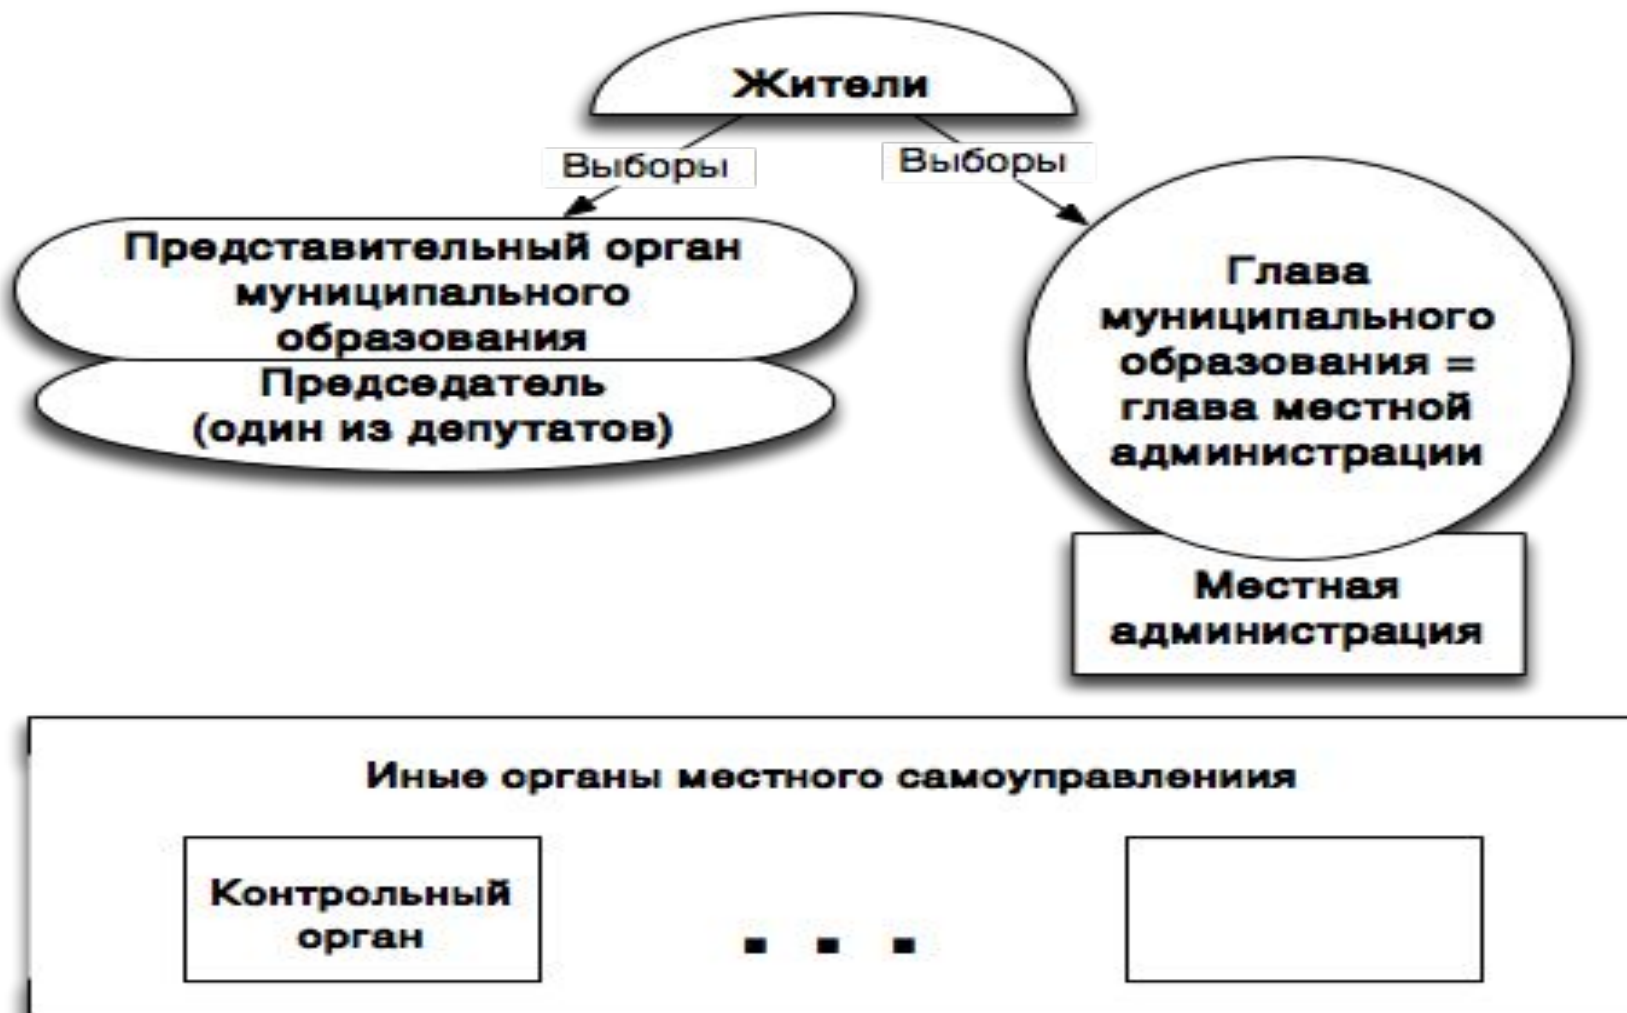 Жители
Выборы
Выборы
Представительный орган
муниципального
образования
Председатель
(один из депутатов)
Глава
муниципального
образования =
глава местной
администрации
Местная
администрация
Иные органы местного самоуправлениия
Контрольный
орган
. . .